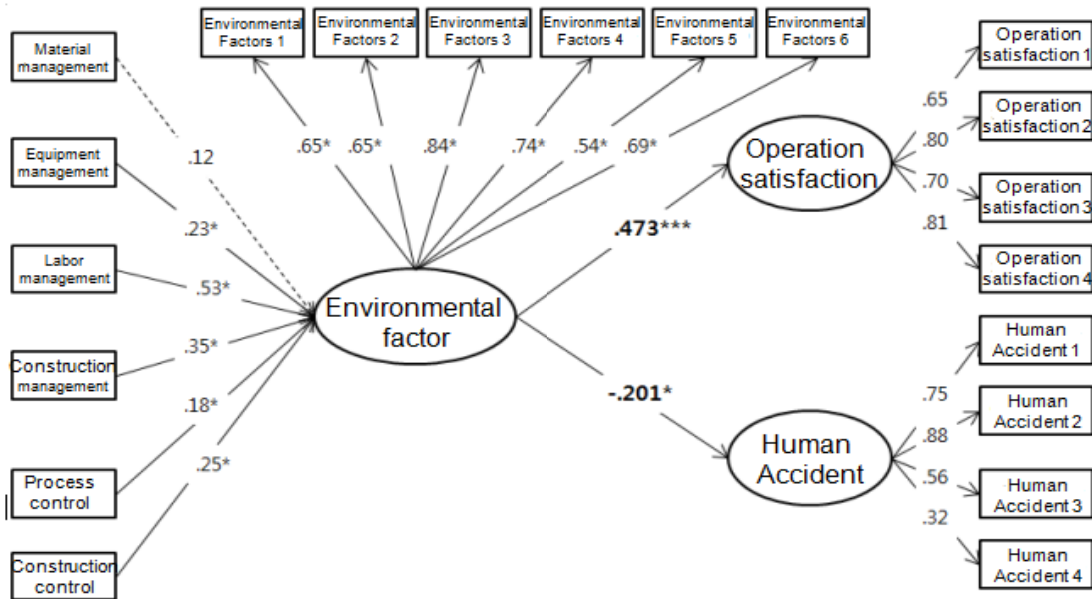 Material
management
Equipment
management
Labor
management
Construction
management
Process
control
Construction
control
.12
.23*
.53*
.35*
.18*
.25*
Environmental
Factors 1
Environmental
Factors 2
Environmental
Factors 3
Environmental
Factors 4
Environmental
Factors 5
Environmental
Factors 6
.65*
.65*
.84*
.74*
.54*
.69*
Environmental
factor
.473***
-.201*
Operation
satisfaction
Human
Accident
.65
.80
.70
.81
Operation
satisfaction 1
Operation
satisfaction 2
Operation
satisfaction 3
Operation
satisfaction 4
.75
.88
.56
.32
Human
Accident 1
Human
Accident 2
Human
Accident 3
Human
Accident 4